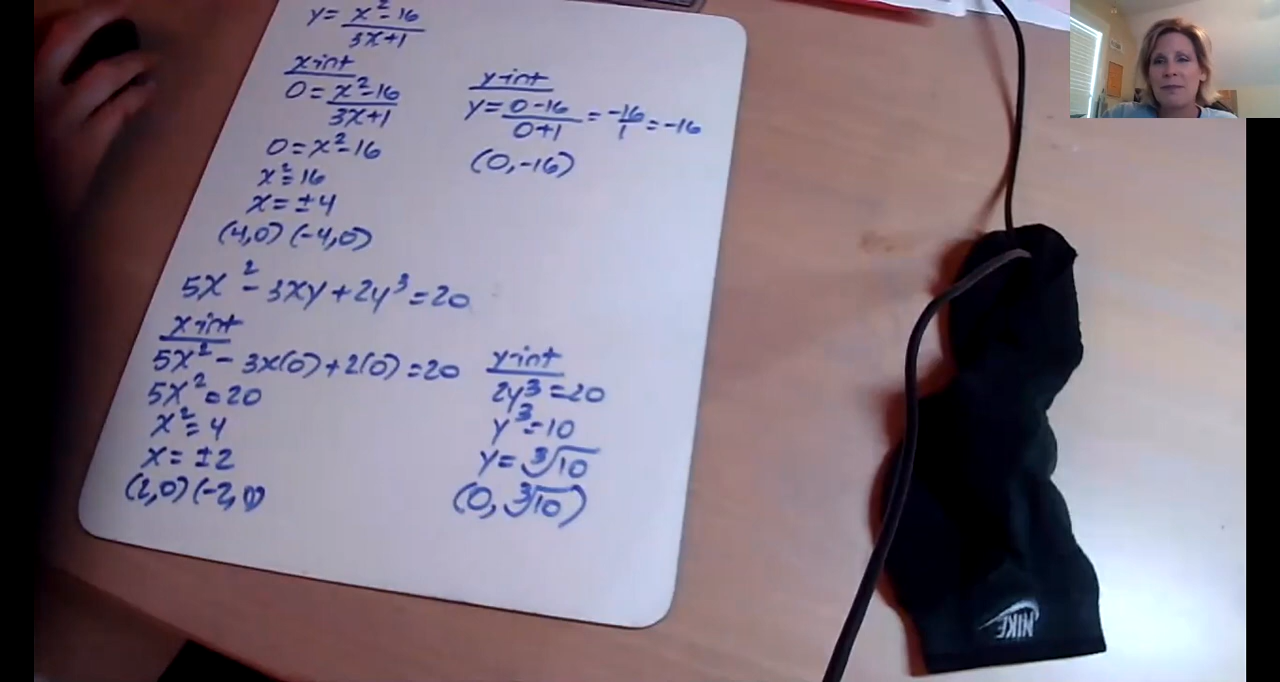 y = x²-16 / 3x+1
x-int
0 = x²-16 / 3x+1
0 = x²-16
x² = 16
x = ±4
(4,0) (-4,0)
y-int
y = 0-16 / 0+1 = -16/1 = -16
(0,-16)
5x² - 3xy + 2y³ = 20
x-int
5x² - 3x(0) + 2(0) = 20
5x² = 20
x² = 4
x = ±2
(2,0) (-2,0)
y-int
2y³ = 20
y³ = 10
y = ∛10
(0, ∛10)
NIKE